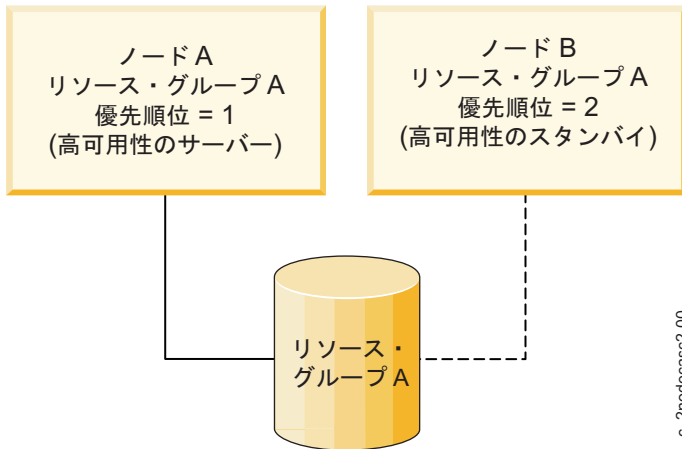 ノード A
リソース・グループ A
優先順位 = 1
(高可用性のサーバー)
ノード B
リソース・グループ A
優先順位 = 2
(高可用性のスタンバイ)
リソース・
グループ A